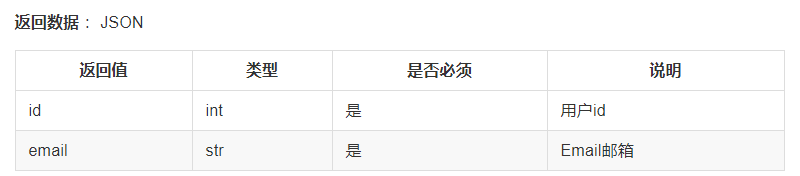 返回数据： JSON
返回值 类型 是否必须 说明
id int 是 用户id
email str 是 Email邮箱